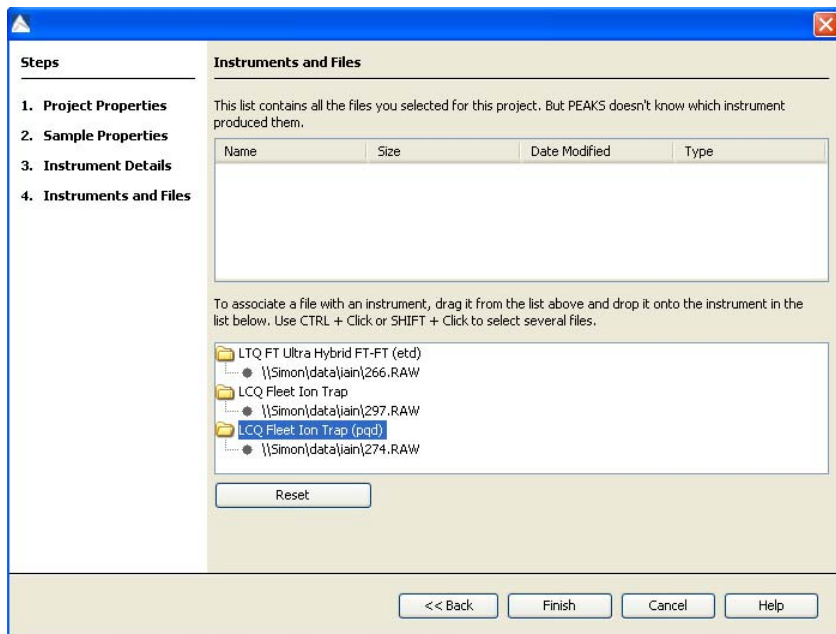 Steps
1. Project Properties
2. Sample Properties
3. Instrument Details
4. Instruments and Files
Instruments and Files
This list contains all the files you selected for this project. But PEAKS doesn't know which instrument
produced them.
Name Size Date Modified Type
To associate a file with an instrument, drag it from the list above and drop it onto the instrument in the
list below. Use CTRL + Click or SHIFT + Click to select several files.
LTQ FT Ultra Hybrid FT-FT (etd)
\\Simon\data\iain\266.RAW
LCQ Fleet Ion Trap
\\Simon\data\iain\297.RAW
LCQ Fleet Ion Trap (pqd)
\\Simon\data\iain\274.RAW
Reset
<< Back Finish Cancel Help